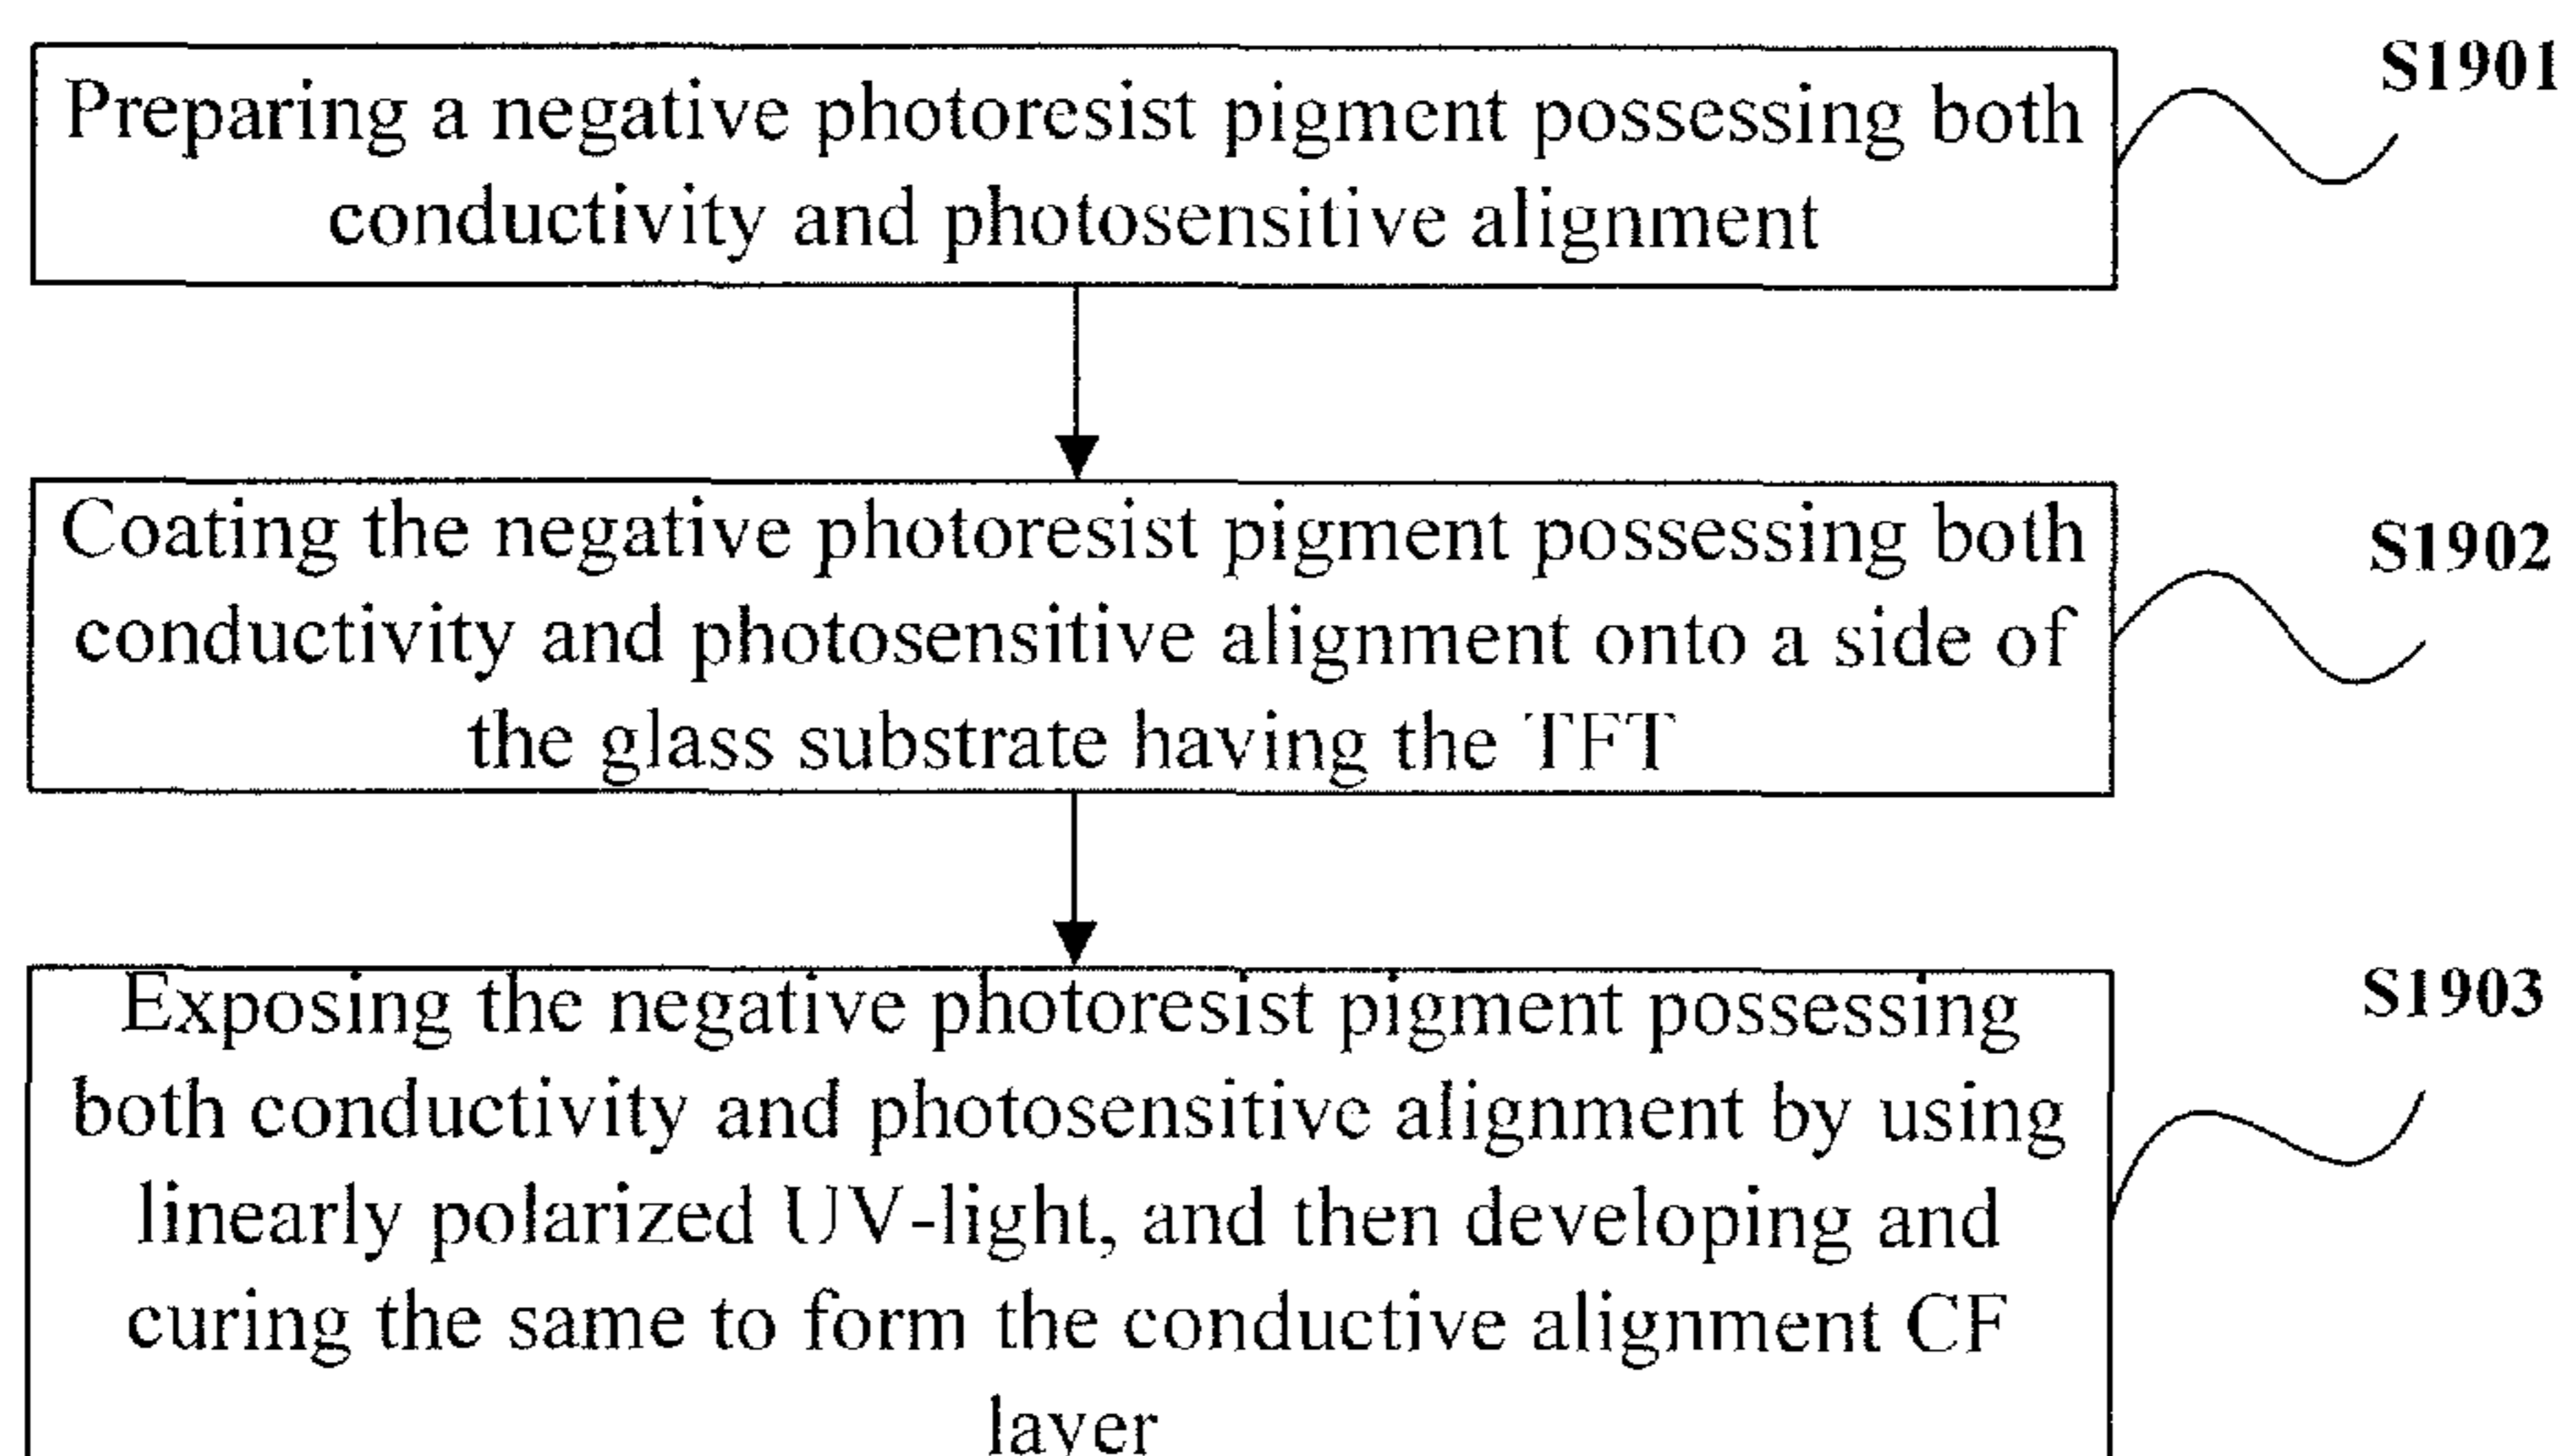 Preparing a negative photoresist pigment possessing both
conductivity and photosensitive alignment
S1901
Coating the negative photoresist pigment possessing both
conductivity and photosensitive alignment onto a side of
the glass substrate having the TFT
S1902
Exposing the negative photoresist pigment possessing
both conductivity and photosensitive alignment by using
linearly polarized UV-light, and then developing and
curing the same to form the conductive alignment CF
layer
S1903